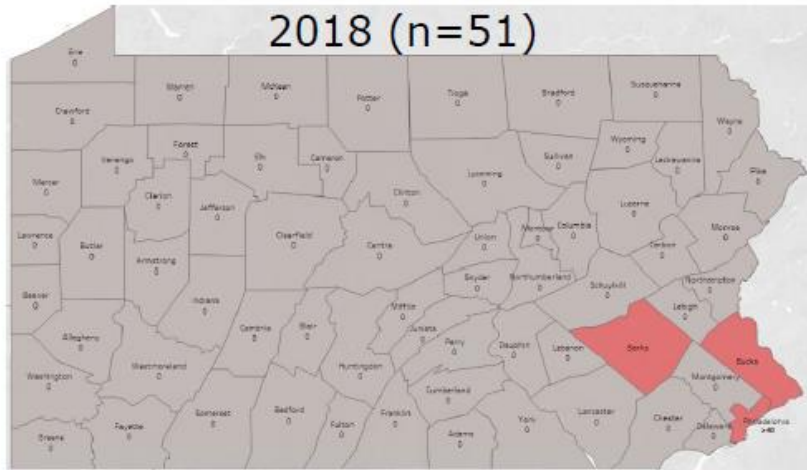 2018 (n=51)
Erie
0
Warren
0
McKean
0
Potter
0
Tioga
0
Bradford
0
Susquehanna
0
Crawford
0
Wayne
0
Forest
0
Wyoming
0
Lackawanna
0
Venango
0
Elk
0
Cameron
0
Sullivan
0
Pike
0
Mercer
0
Clarion
0
Jefferson
0
Clinton
0
Lycoming
0
Luzerne
0
Monroe
0
Lawrence
0
Butler
0
Clearfield
0
Centre
0
Union
0
Montour
0
Columbia
0
Carbon
0
Armstrong
0
Snyder
0
Northumberland
0
Schuylkill
0
Northampton
0
Beaver
0
Indiana
0
Mifflin
0
Lehigh
0
Allegheny
0
Cambria
0
Blair
0
Juniata
0
Perry
0
Dauphin
0
Lebanon
0
Berks
Bucks
Washington
0
Westmoreland
0
Huntingdon
0
Cumberland
0
Montgomery
0
Greene
0
Fayette
0
Somerset
0
Bedford
0
Fulton
0
Franklin
0
Adams
0
York
0
Lancaster
0
Chester
0
Delaware
0
Philadelphia
>40